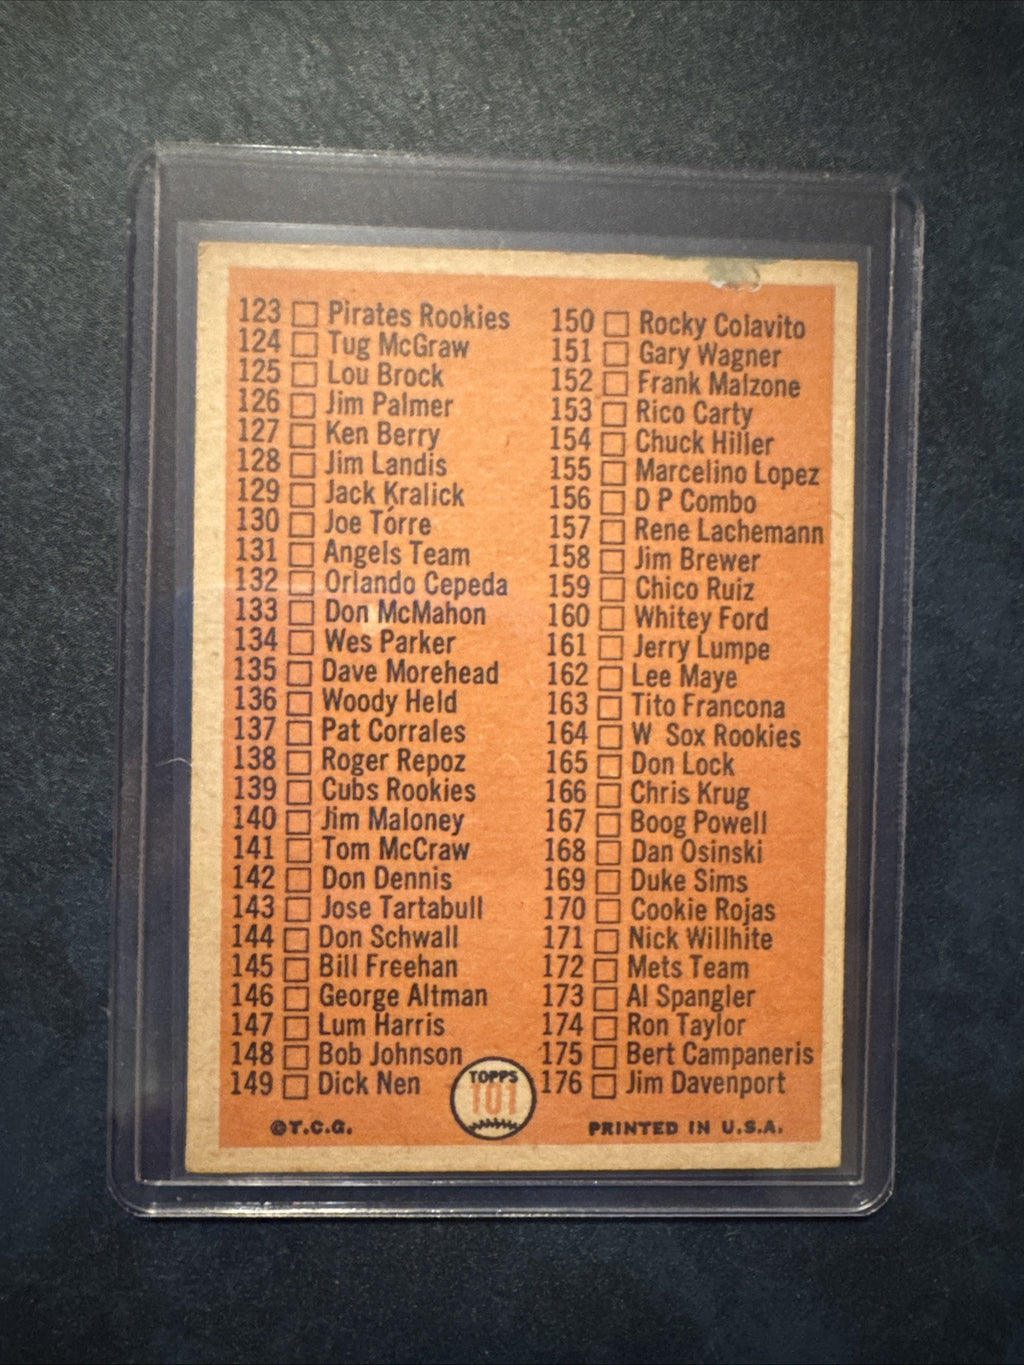 123 Pirates Rookies
124 Tug McGraw
125 Lou Brock
126 Jim Palmer
127 Ken Berry
128 Jim Landis
129 Jack Kralick
130 Joe Torre
131 Angels Team
132 Orlando Cepeda
133 Don McMahon
134 Wes Parker
135 Dave Morehead
136 Woody Held
137 Pat Corrales
138 Roger Repoz
139 Cubs Rookies
140 Jim Maloney
141 Tom McCraw
142 Don Dennis
143 Jose Tartabull
144 Don Schwall
145 Bill Freehan
146 George Altman
147 Lum Harris
148 Bob Johnson
149 Dick Nen
150 Rocky Colavito
151 Gary Wagner
152 Frank Malzone
153 Rico Carty
154 Chuck Hiller
155 Marcelino Lopez
156 D P Combo
157 Rene Lachemann
158 Jim Brewer
159 Chico Ruiz
160 Whitey Ford
161 Jerry Lumpe
162 Lee Maye
163 Tito Francona
164 W Sox Rookies
165 Don Lock
166 Chris Krug
167 Boog Powell
168 Dan Osinski
169 Duke Sims
170 Cookie Rojas
171 Nick Willhite
172 Mets Team
173 Al Spangler
174 Ron Taylor
175 Bert Campaneris
176 Jim Davenport
TOPPS
101
©T.C.G.
PRINTED IN U.S.A.